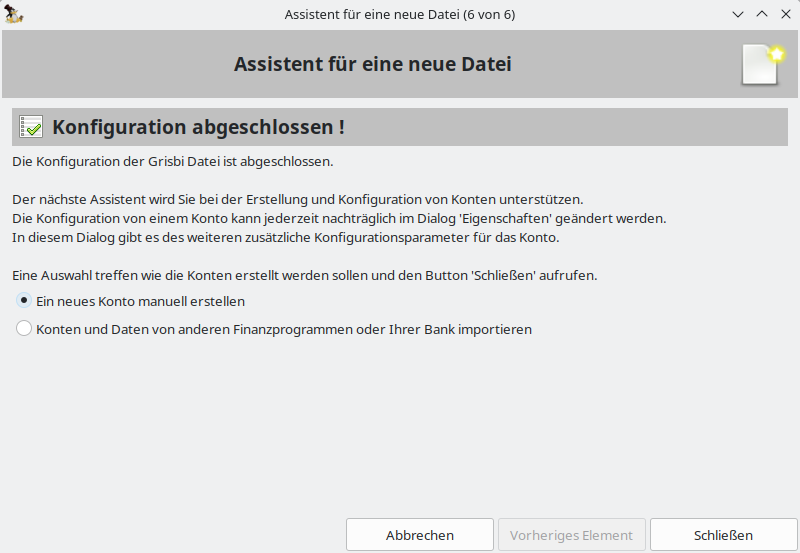 Assistent für eine neue Datei (6 von 6)
Assistent für eine neue Datei
Konfiguration abgeschlossen !
Die Konfiguration der Grisbi Datei ist abgeschlossen.
Der nächste Assistent wird Sie bei der Erstellung und Konfiguration von Konten unterstützen.
Die Konfiguration von einem Konto kann jederzeit nachträglich im Dialog 'Eigenschaften' geändert werden.
In diesem Dialog gibt es des weiteren zusätzliche Konfigurationsparameter für das Konto.
Eine Auswahl treffen wie die Konten erstellt werden sollen und den Button 'Schließen' aufrufen.
Ein neues Konto manuell erstellen
Konten und Daten von anderen Finanzprogrammen oder Ihrer Bank importieren
Abbrechen
Vorheriges Element
Schließen